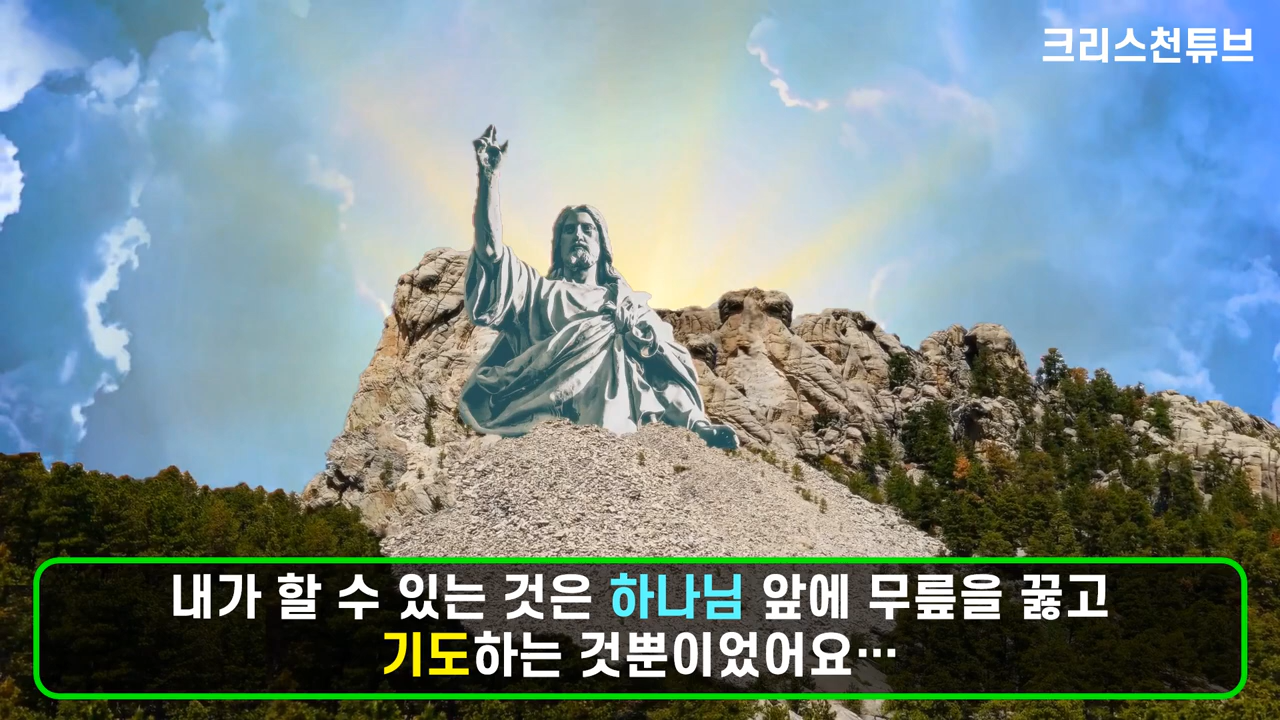 크리스천튜브
내가 할 수 있는 것은 하나님 앞에 무릎을 꿇고
기도하는 것뿐이었어요…